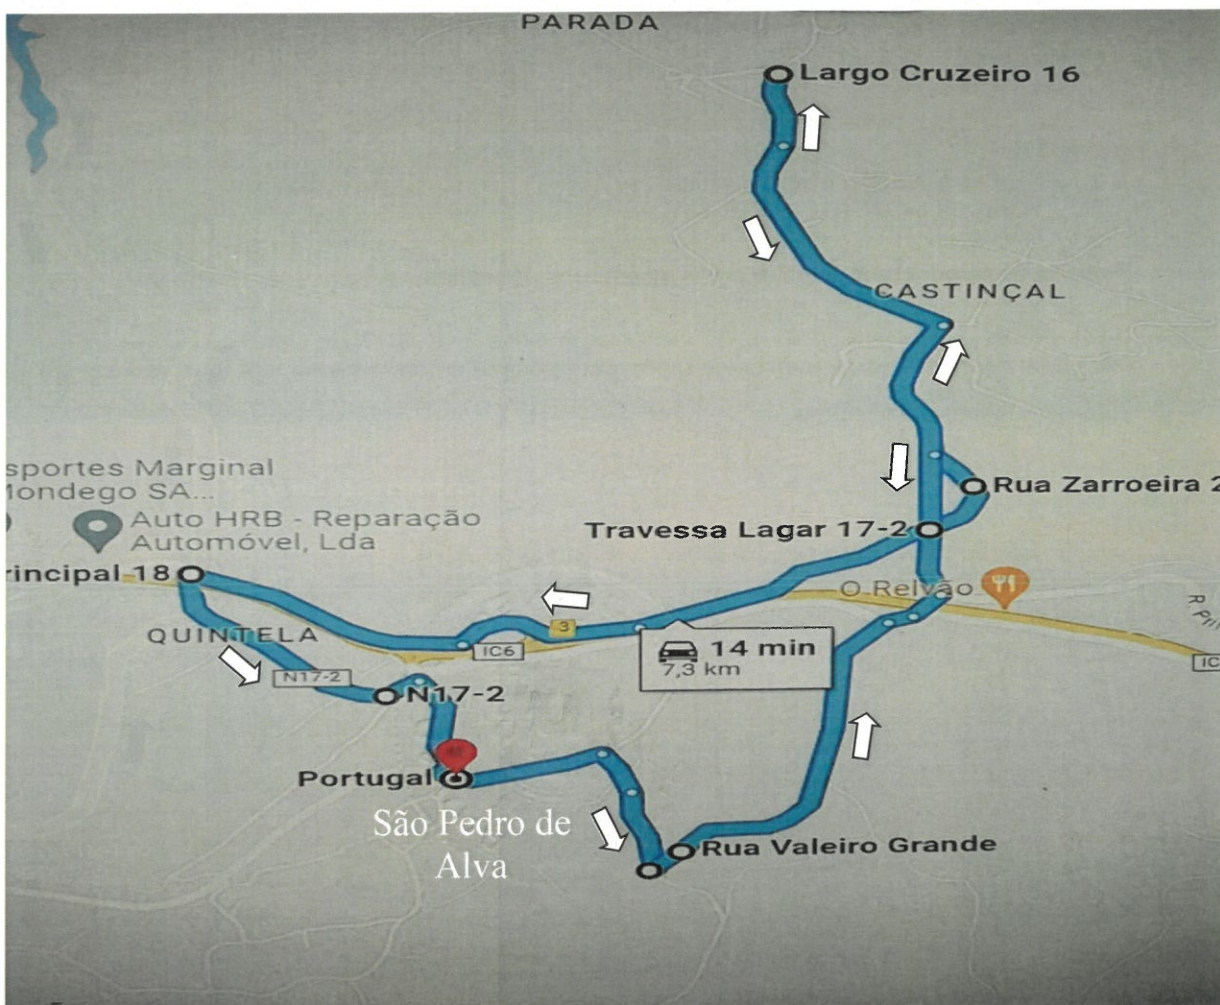 PARADA
Largo Cruzeiro 16
CASTINÇAL
sportes Marginal
Mondego SA...
Rua Zarroeira 2
Auto HRB - Reparação
Automóvel, Lda
Travessa Lagar 17-2
rincipal 18
O Relvão
QUINTELA
3
IC6
14 min
7,3 km
N17-2
N17-2
IC
Portugal
São Pedro de
Alva
Rua Valeiro Grande